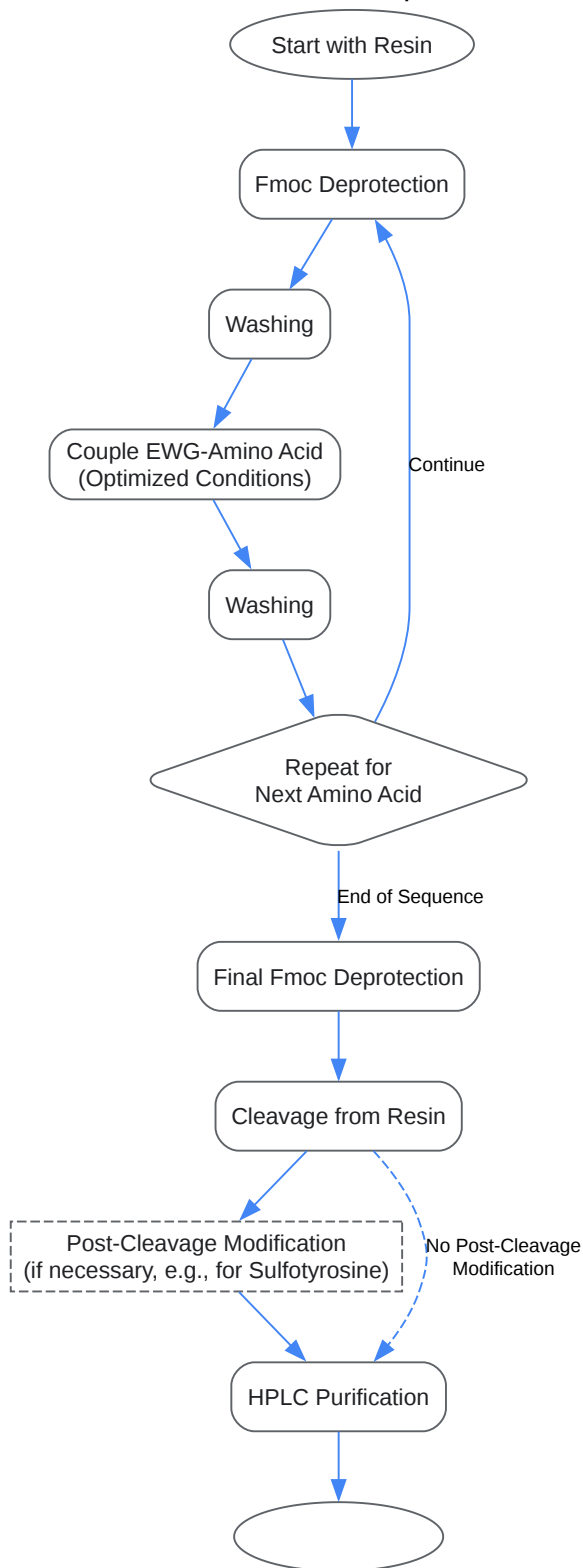 Start with Resin
Fmoc Deprotection
Washing
Couple EWG-Amino Acid
(Optimized Conditions)
Continue
Washing
Repeat for
Next Amino Acid
End of Sequence
Final Fmoc Deprotection
Cleavage from Resin
Post-Cleavage Modification
(if necessary, e.g., for Sulfotyrosine)
No Post-Cleavage
Modification
HPLC Purification